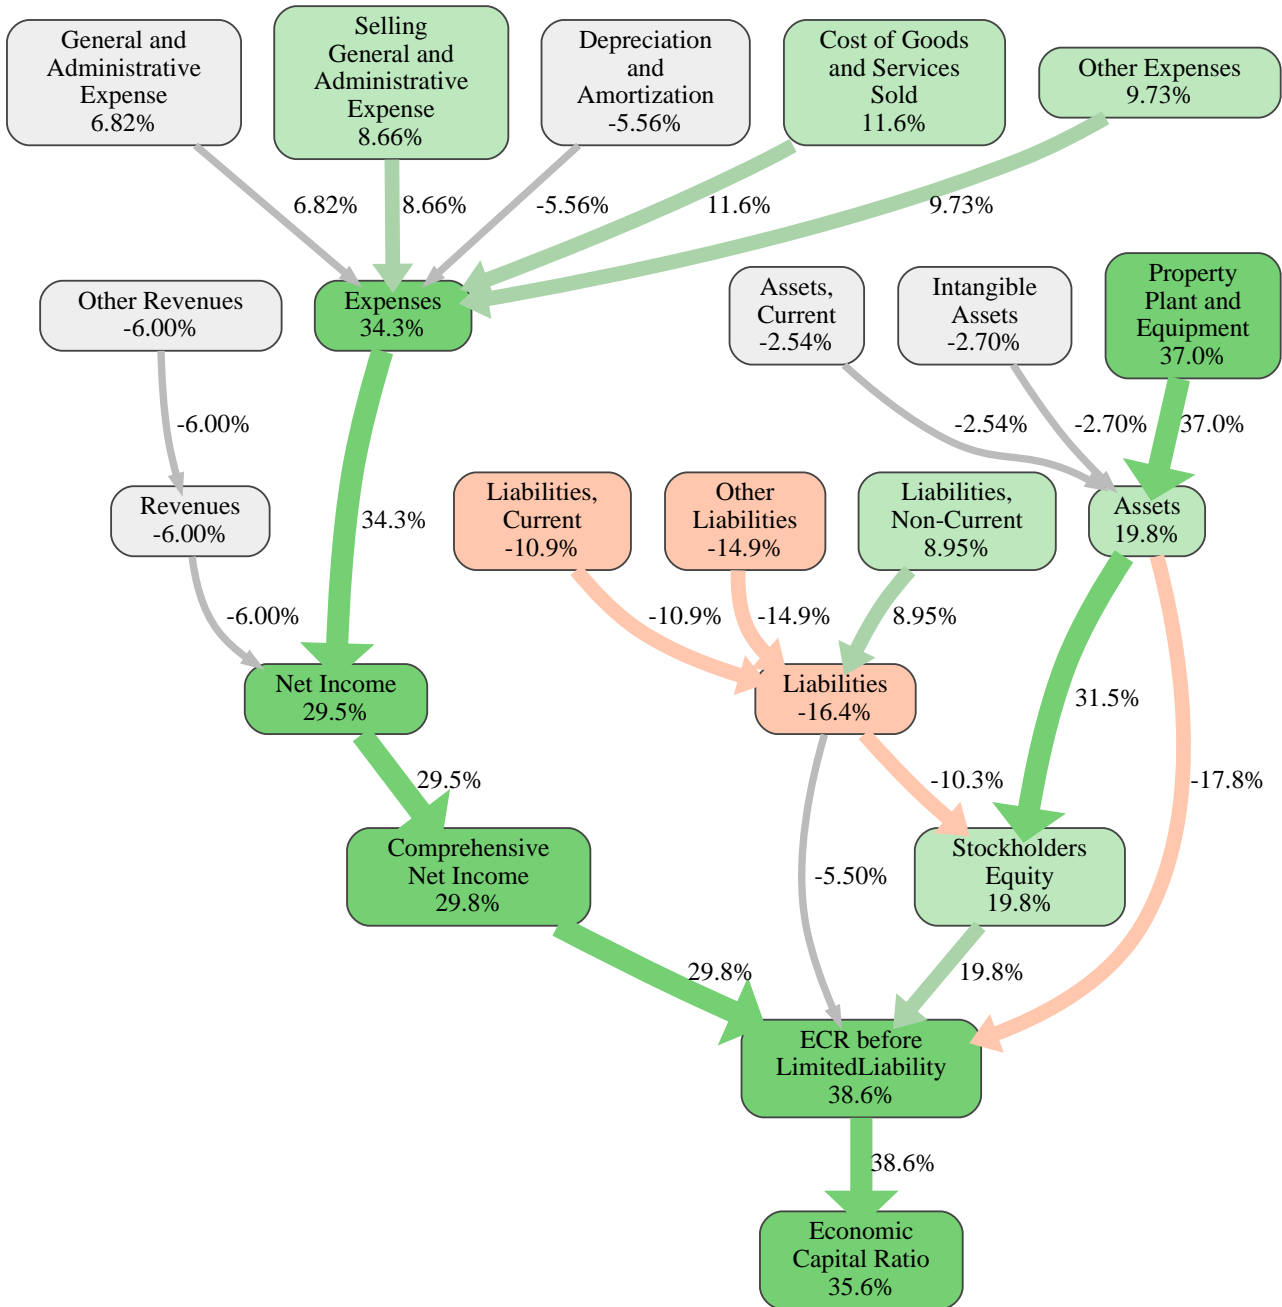 General and
Administrative
Expense
6.82%
Selling
General and
Administrative
Expense
8.66%
Depreciation
and
Amortization
-5.56%
Cost of Goods
and Services
Sold
11.6%
Other Expenses
9.73%
6.82%
8.66%
-5.56%
11.6%
9.73%
Other Revenues
-6.00%
Expenses
34.3%
Assets,
Current
-2.54%
Intangible
Assets
-2.70%
Property
Plant and
Equipment
37.0%
-6.00%
34.3%
-2.54%
-2.70%
37.0%
Revenues
-6.00%
Liabilities,
Current
-10.9%
Other
Liabilities
-14.9%
Liabilities,
Non-Current
8.95%
Assets
19.8%
-6.00%
-10.9%
-14.9%
8.95%
31.5%
-17.8%
Net Income
29.5%
Liabilities
-16.4%
29.5%
-10.3%
-5.50%
Comprehensive
Net Income
29.8%
Stockholders
Equity
19.8%
29.8%
19.8%
ECR before
LimitedLiability
38.6%
38.6%
Economic
Capital Ratio
35.6%